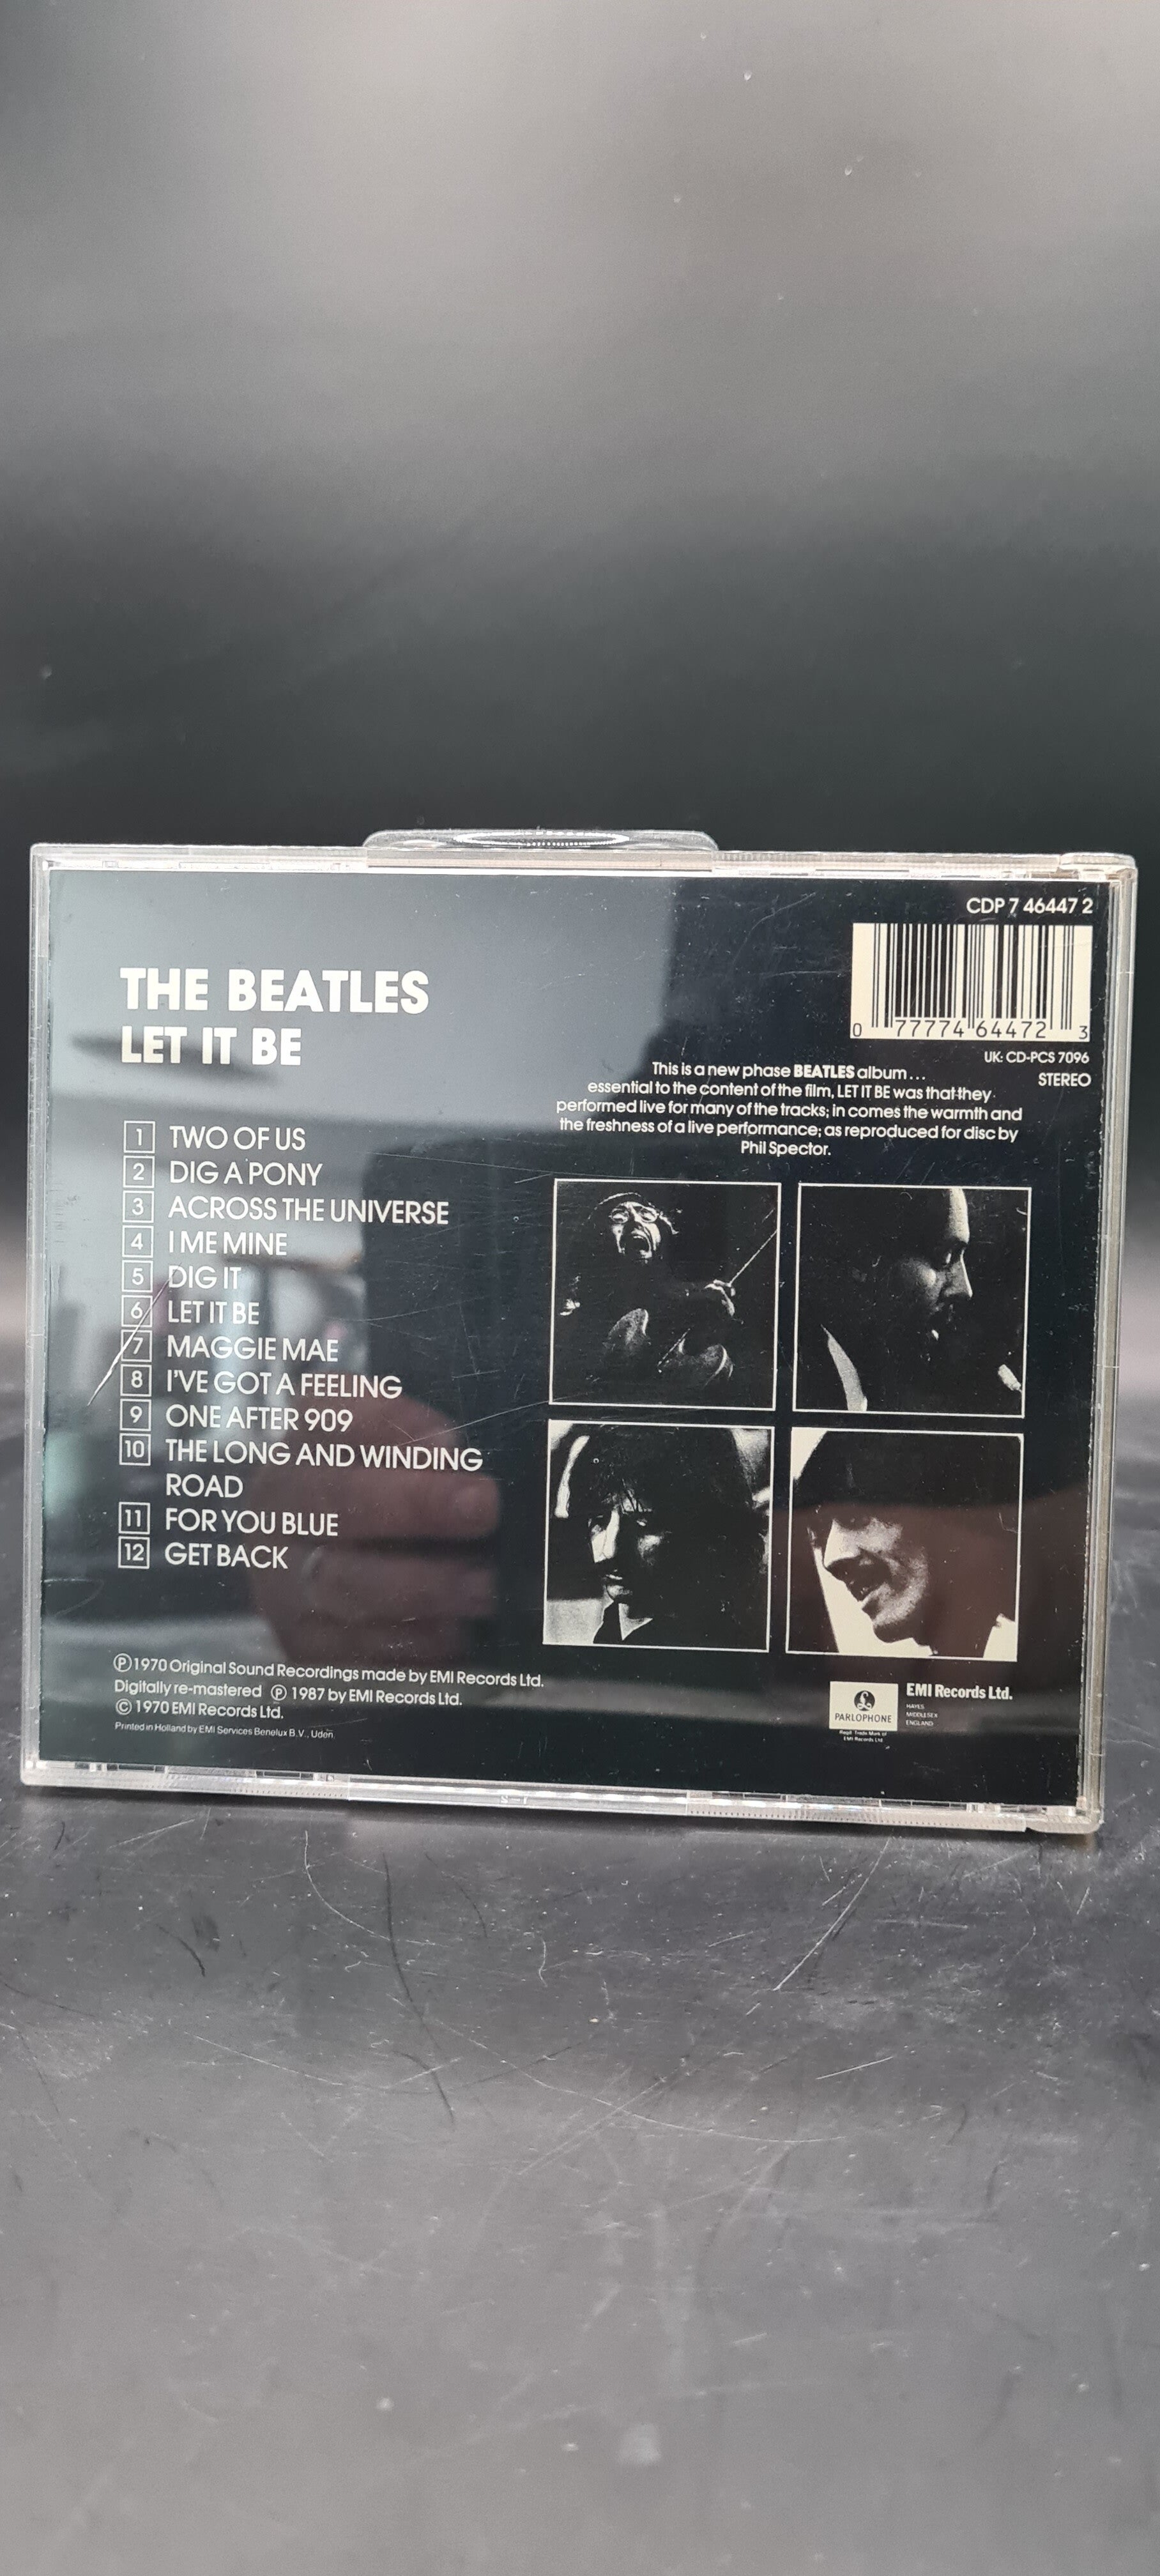 CDP 7 46447 2
0 77774 64472 3
UK: CD-PCS 7096
STEREO
THE BEATLES
LET IT BE
This is a new phase BEATLES album...
essential to the content of the film, LET IT BE was that they
performed live for many of the tracks; in comes the warmth and
the freshness of a live performance; as reproduced for disc by
Phil Spector.
1 TWO OF US
2 DIG A PONY
3 ACROSS THE UNIVERSE
4 I ME MINE
5 DIG IT
6 LET IT BE
7 MAGGIE MAE
8 I'VE GOT A FEELING
9 ONE AFTER 909
10 THE LONG AND WINDING
ROAD
11 FOR YOU BLUE
12 GET BACK
℗ 1970 Original Sound Recordings made by EMI Records Ltd.
Digitally re-mastered ℗ 1987 by EMI Records Ltd.
© 1970 EMI Records Ltd.
Printed in Holland by EMI Services Benelux B.V., Uden
£
PARLOPHONE
Regd. Trade Mark of
EMI Records Ltd
EMI Records Ltd.
HAYES
MIDDLESEX
ENGLAND